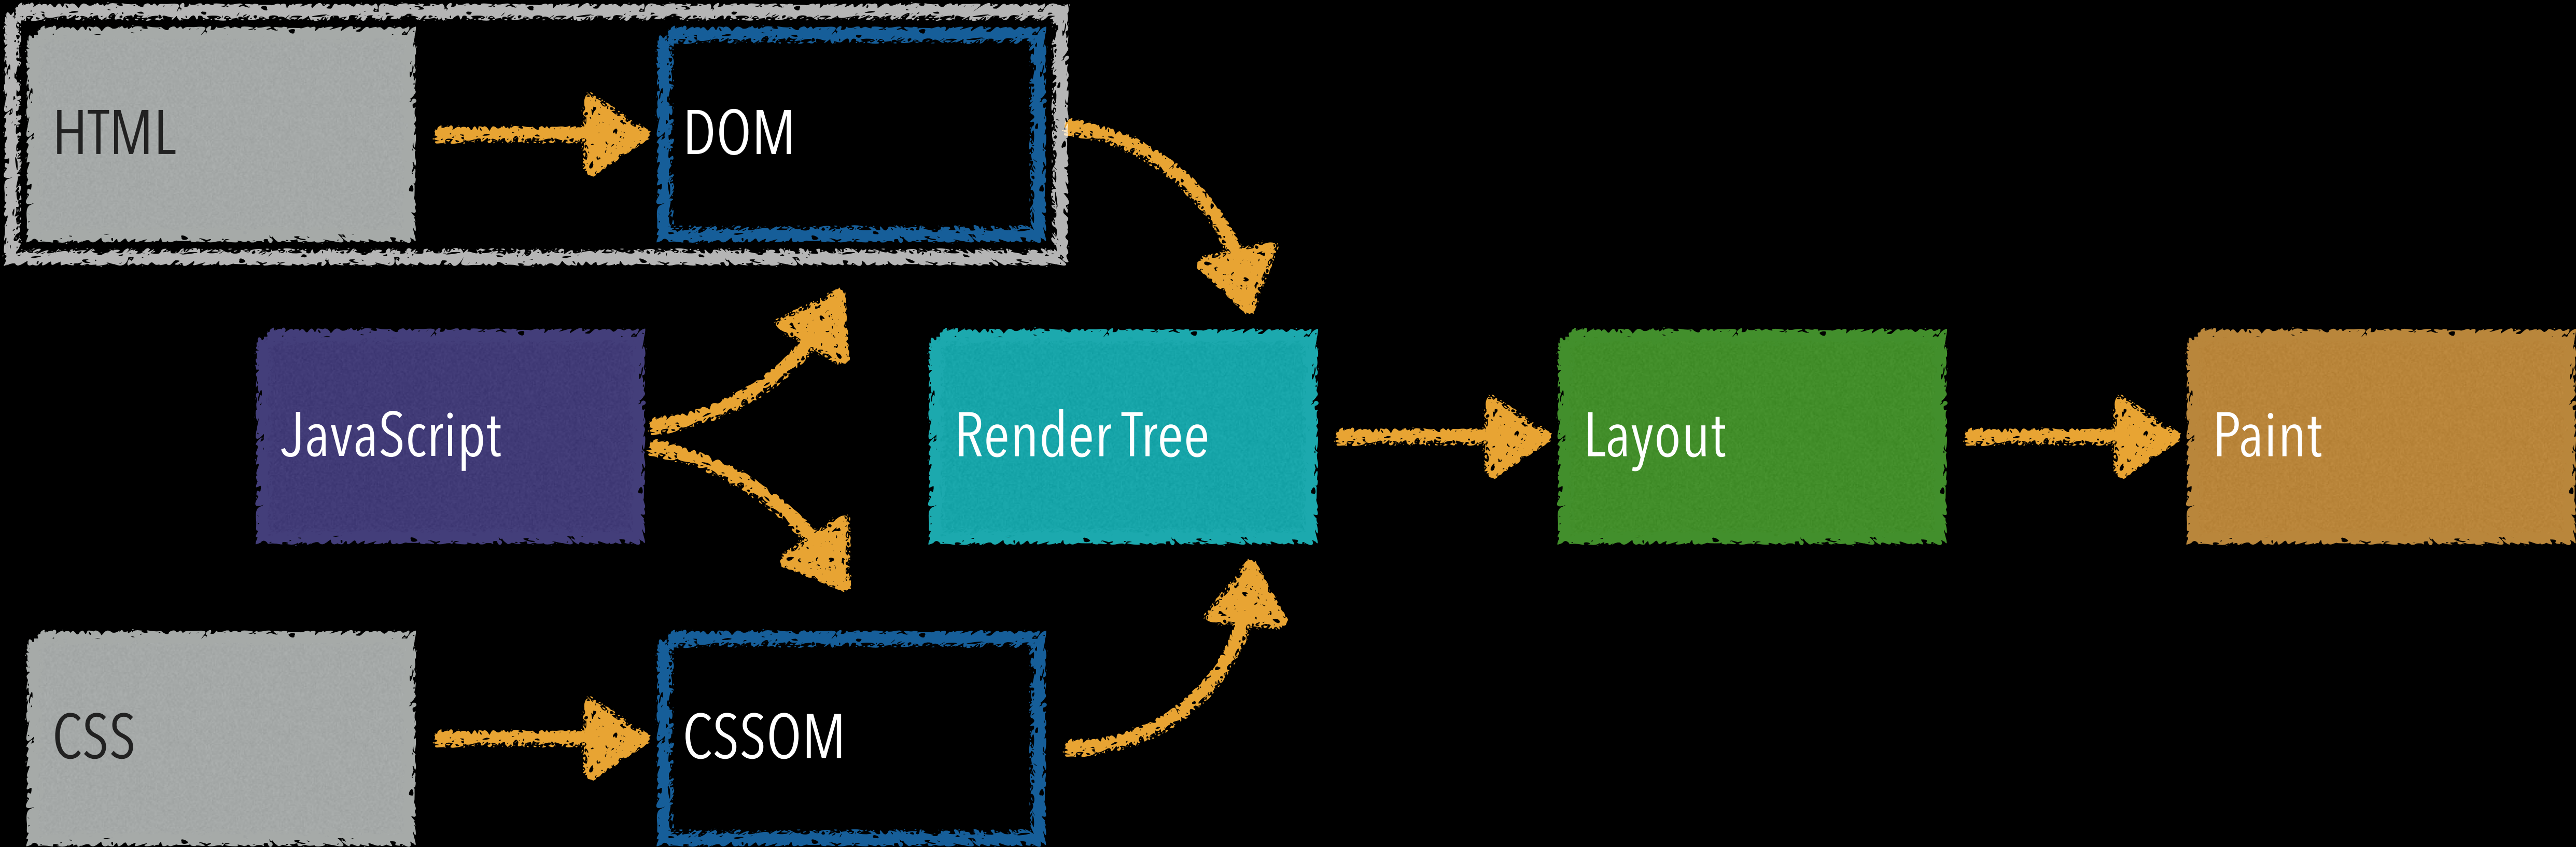 HTML
DOM
JavaScript
Render Tree
Layout
Paint
CSS
CSSOM